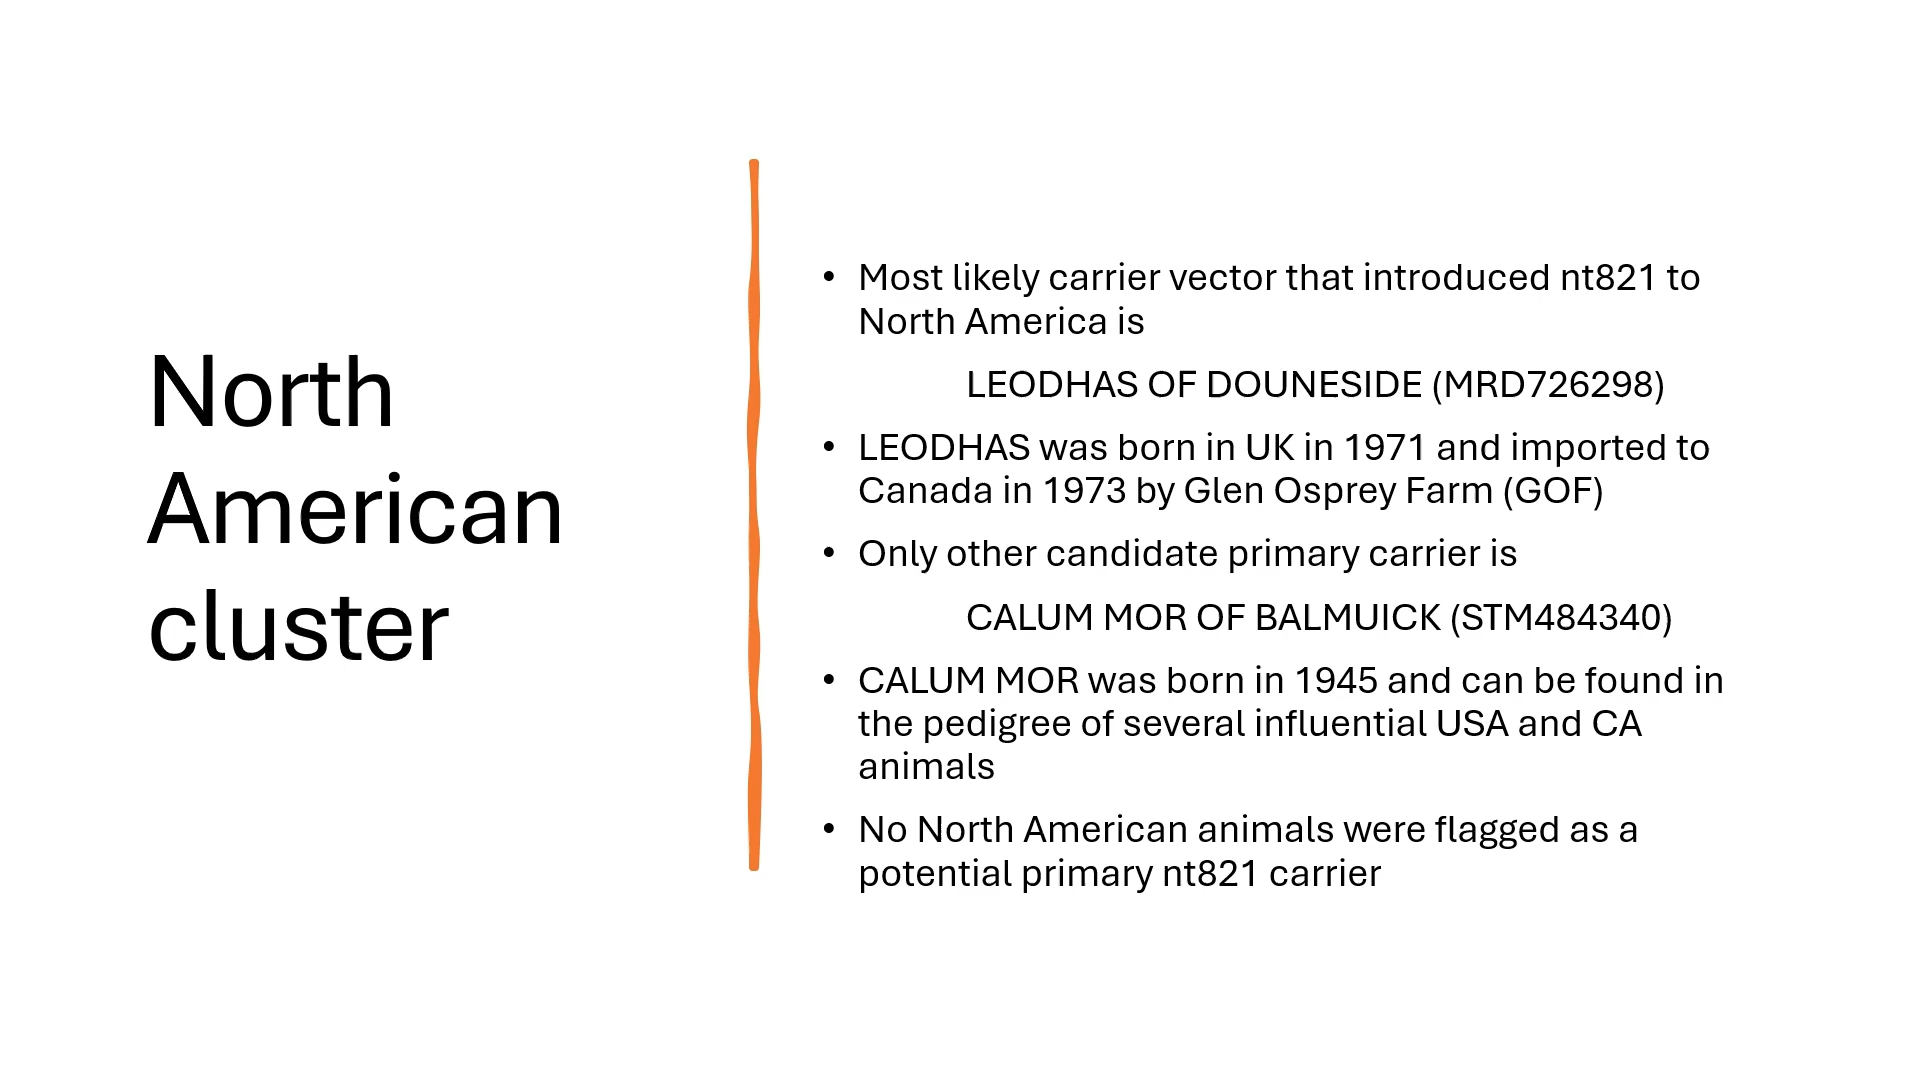 North
American
cluster
• Most likely carrier vector that introduced nt821 to
North America is
LEODHAS OF DOUNESIDE (MRD726298)
• LEODHAS was born in UK in 1971 and imported to
Canada in 1973 by Glen Osprey Farm (GOF)
• Only other candidate primary carrier is
CALUM MOR OF BALMUICK (STM484340)
• CALUM MOR was born in 1945 and can be found in
the pedigree of several influential USA and CA
animals
• No North American animals were flagged as a
potential primary nt821 carrier